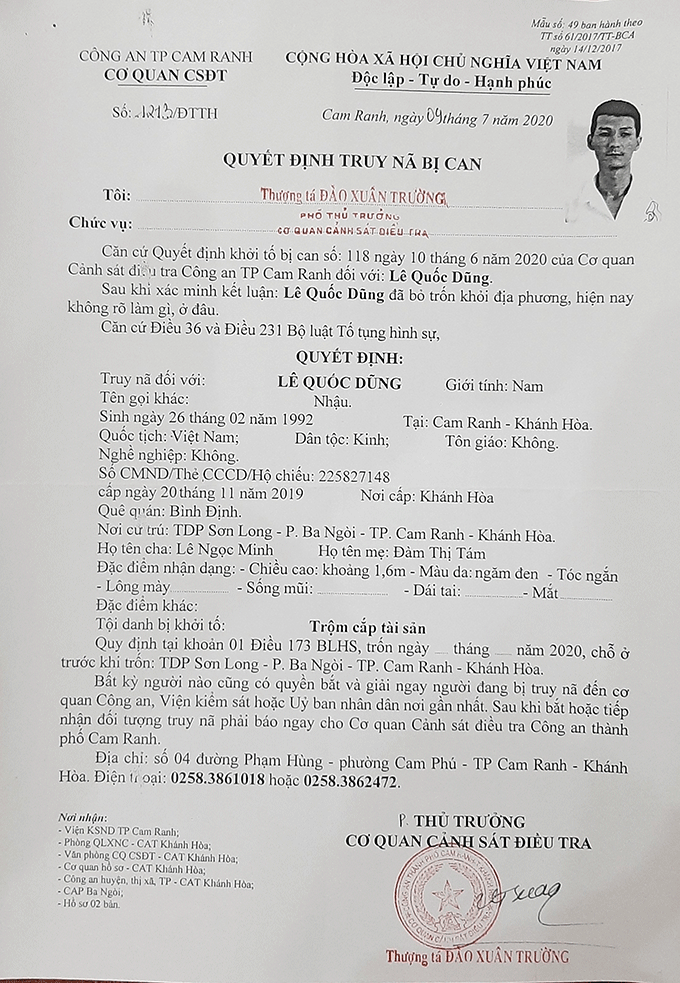 Mẫu số: 49 ban hành theo
TT số 61/2017/TT-BCA
ngày 14/12/2017
CÔNG AN TP CAM RANH
CƠ QUAN CSĐT
CỘNG HÒA XÃ HỘI CHỦ NGHĨA VIỆT NAM
Độc lập - Tự do - Hạnh phúc
Số: 1213/ĐTTH
Cam Ranh, ngày 04 tháng 7 năm 2020
QUYẾT ĐỊNH TRUY NÃ BỊ CAN
Tôi: Thượng tá ĐÀO XUÂN TRƯỜNG
Chức vụ: PHÓ THỦ TRƯỞNG
CƠ QUAN CẢNH SÁT ĐIỀU TRA
Căn cứ Quyết định khởi tố bị can số: 118 ngày 10 tháng 6 năm 2020 của Cơ quan
Cảnh sát điều tra Công an TP Cam Ranh đối với: Lê Quốc Dũng.
Sau khi xác minh kết luận: Lê Quốc Dũng đã bỏ trốn khỏi địa phương, hiện nay
không rõ làm gì, ở đâu.
Căn cứ Điều 36 và Điều 231 Bộ luật Tố tụng hình sự,
QUYẾT ĐỊNH:
Truy nã đối với: LÊ QUỐC DŨNG Giới tính: Nam
Tên gọi khác: Nhậu.
Sinh ngày 26 tháng 02 năm 1992 Tại: Cam Ranh - Khánh Hòa.
Quốc tịch: Việt Nam; Dân tộc: Kinh; Tôn giáo: Không.
Nghề nghiệp: Không.
Số CMND/Thẻ CCCD/Hộ chiếu: 225827148
cấp ngày 20 tháng 11 năm 2019 Nơi cấp: Khánh Hòa
Quê quán: Bình Định.
Nơi cư trú: TDP Sơn Long - P. Ba Ngòi - TP. Cam Ranh - Khánh Hòa.
Họ tên cha: Lê Ngọc Minh Họ tên mẹ: Đàm Thị Tám
Đặc điểm nhận dạng: - Chiều cao: khoảng 1,6m - Màu da: ngăm đen - Tóc ngắn
- Lông mày - Sống mũi: - Dái tai: - Mắt
Đặc điểm khác:
Tội danh bị khởi tố: Trộm cắp tài sản
Quy định tại khoản 01 Điều 173 BLHS, trốn ngày .... tháng .... năm 2020, chỗ ở
trước khi trốn: TDP Sơn Long - P. Ba Ngòi - TP. Cam Ranh - Khánh Hòa.
Bất kỳ người nào cũng có quyền bắt và giải ngay người đang bị truy nã đến cơ
quan Công an, Viện kiểm sát hoặc Uỷ ban nhân dân nơi gần nhất. Sau khi bắt hoặc tiếp
nhận đối tượng truy nã phải báo ngay cho Cơ quan Cảnh sát điều tra Công an thành
phố Cam Ranh.
Địa chỉ: số 04 đường Phạm Hùng - phường Cam Phú - TP Cam Ranh - Khánh
Hòa. Điện thoại: 0258.3861018 hoặc 0258.3862472.
Nơi nhận:
- Viện KSND TP Cam Ranh;
- Phòng QLXNC - CAT Khánh Hòa;
- Văn phòng CQ CSĐT - CAT Khánh Hòa;
- Cơ quan hồ sơ - CAT Khánh Hòa;
- Công an huyện, thị xã, TP - CAT Khánh Hòa;
- CAP Ba Ngòi;
- Hồ sơ 02 bản.
P. THỦ TRƯỞNG
CƠ QUAN CẢNH SÁT ĐIỀU TRA
Thượng tá ĐÀO XUÂN TRƯỜNG